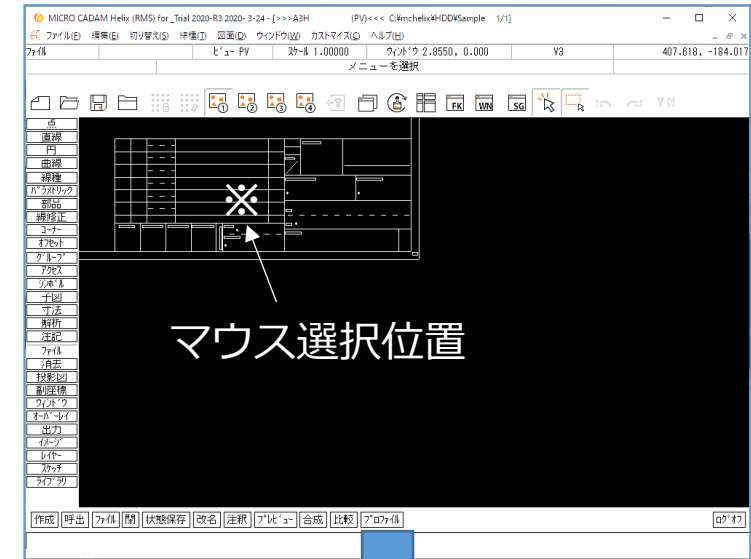 MICRO CADAM Helix (RMS) for _Trial 2020-R3 2020- 3-24 - [>>>A3H (PV)<<< C:¥mchelix¥HDD¥Sample 1/1]
ファイル(F) 編集(E) 切り替え(S) 線種(T) 図面(D) ウィンドウ(W) カスタマイズ(C) ヘルプ(H)
ファイル ビュー PV スケール 1.00000 ウィンドウ 2.8550, 0.000 V3 407.618, -184.017
メニューを選択
1 2 3 4 FK WN SG Y N
点
直線
円
曲線
線種
パラメトリック
部品
線修正
コーナー
オフセット
グループ
アクセス
シンボル
子図
寸法
解析
注記
ファイル
消去
投影図
副座標
ウィンドウ
オーバーレイ
出力
イメージ
レイヤー
スケッチ
ライブラリ
※
マウス選択位置
作成 呼出 ファイル 閉 状態保存 改名 注釈 プレビュー 合成 比較 プロファイル ログオフ